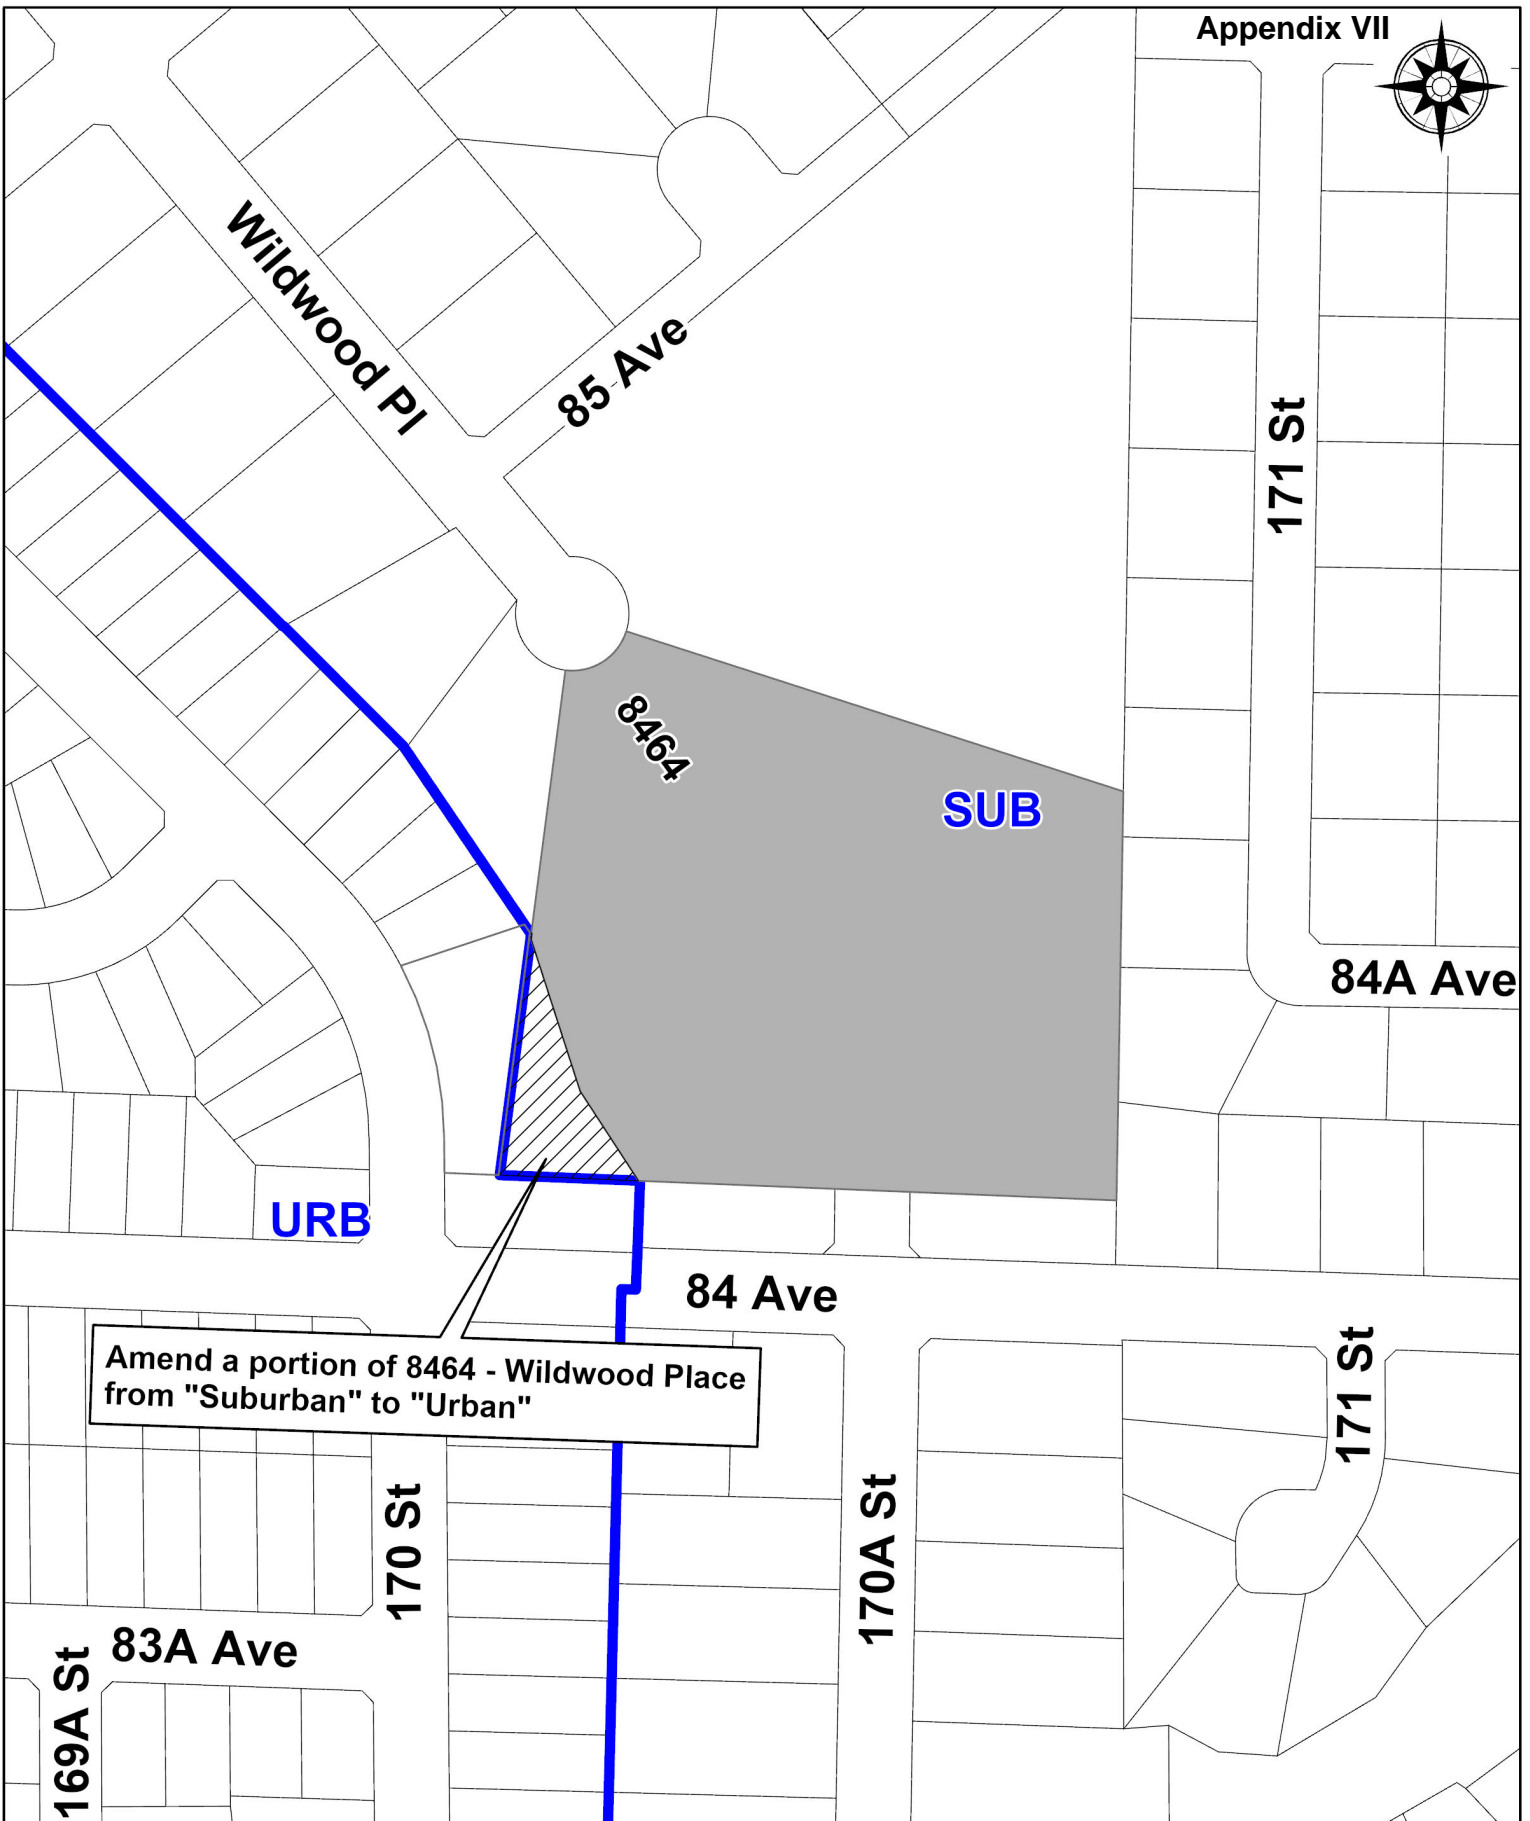 Appendix VII
Wildwood Pl
85 Ave
171 St
8464
SUB
84A Ave
URB
84 Ave
Amend a portion of 8464 - Wildwood Place
from "Suburban" to "Urban"
171 St
170 St
170A St
83A Ave
169A St